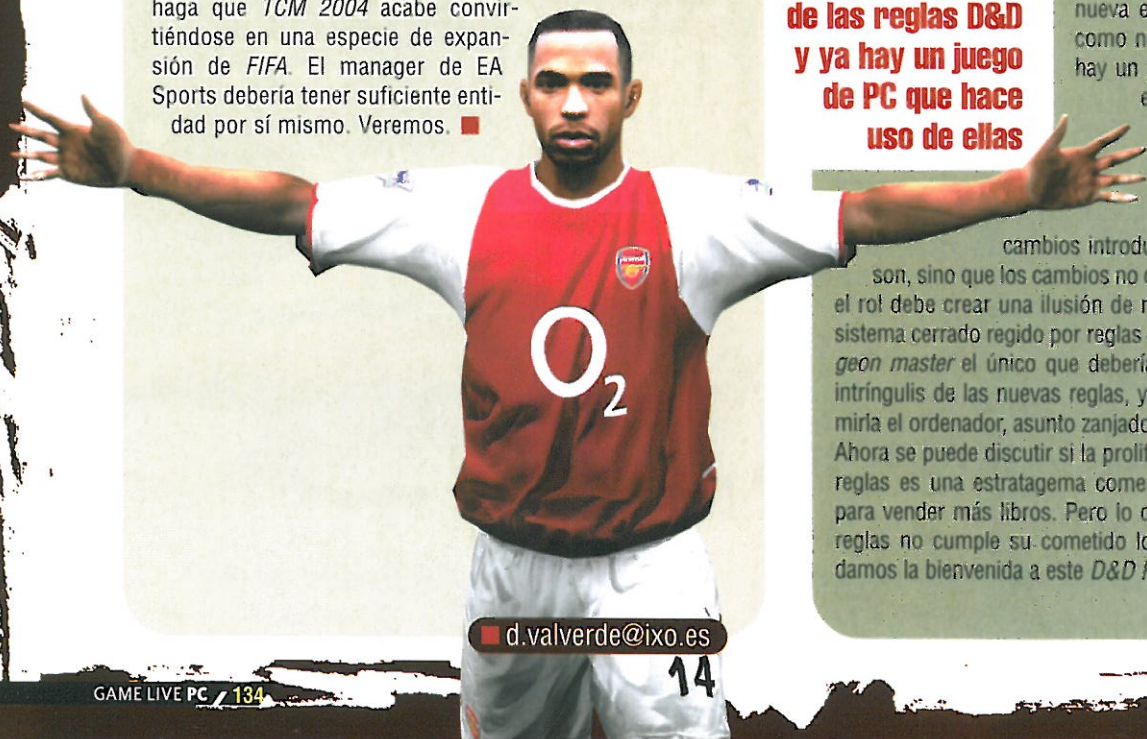 haga que TCM 2004 acabe convir-
tiéndose en una especie de expan-
sión de FIFA. El manager de EA
Sports debería tener suficiente enti-
dad por sí mismo. Veremos.
de las reglas D&D
y ya hay un juego
de PC que hace
uso de ellas
nueva
como
hay un
cambios
son, sino que los cambios no
el rol debe crear una ilusión de
sistema cerrado regido por reglas
geon master el único que debería
intríngulis de las nuevas reglas, y
mirla el ordenador, asunto zanjado
Ahora se puede discutir si la
reglas es una estratagema
para vender más libros. Pero lo
reglas no cumple su cometido
damos la bienvenida a este D&D
Arsenal
O2
d.valverde@ixo.es
14
GAME LIVE PC / 134